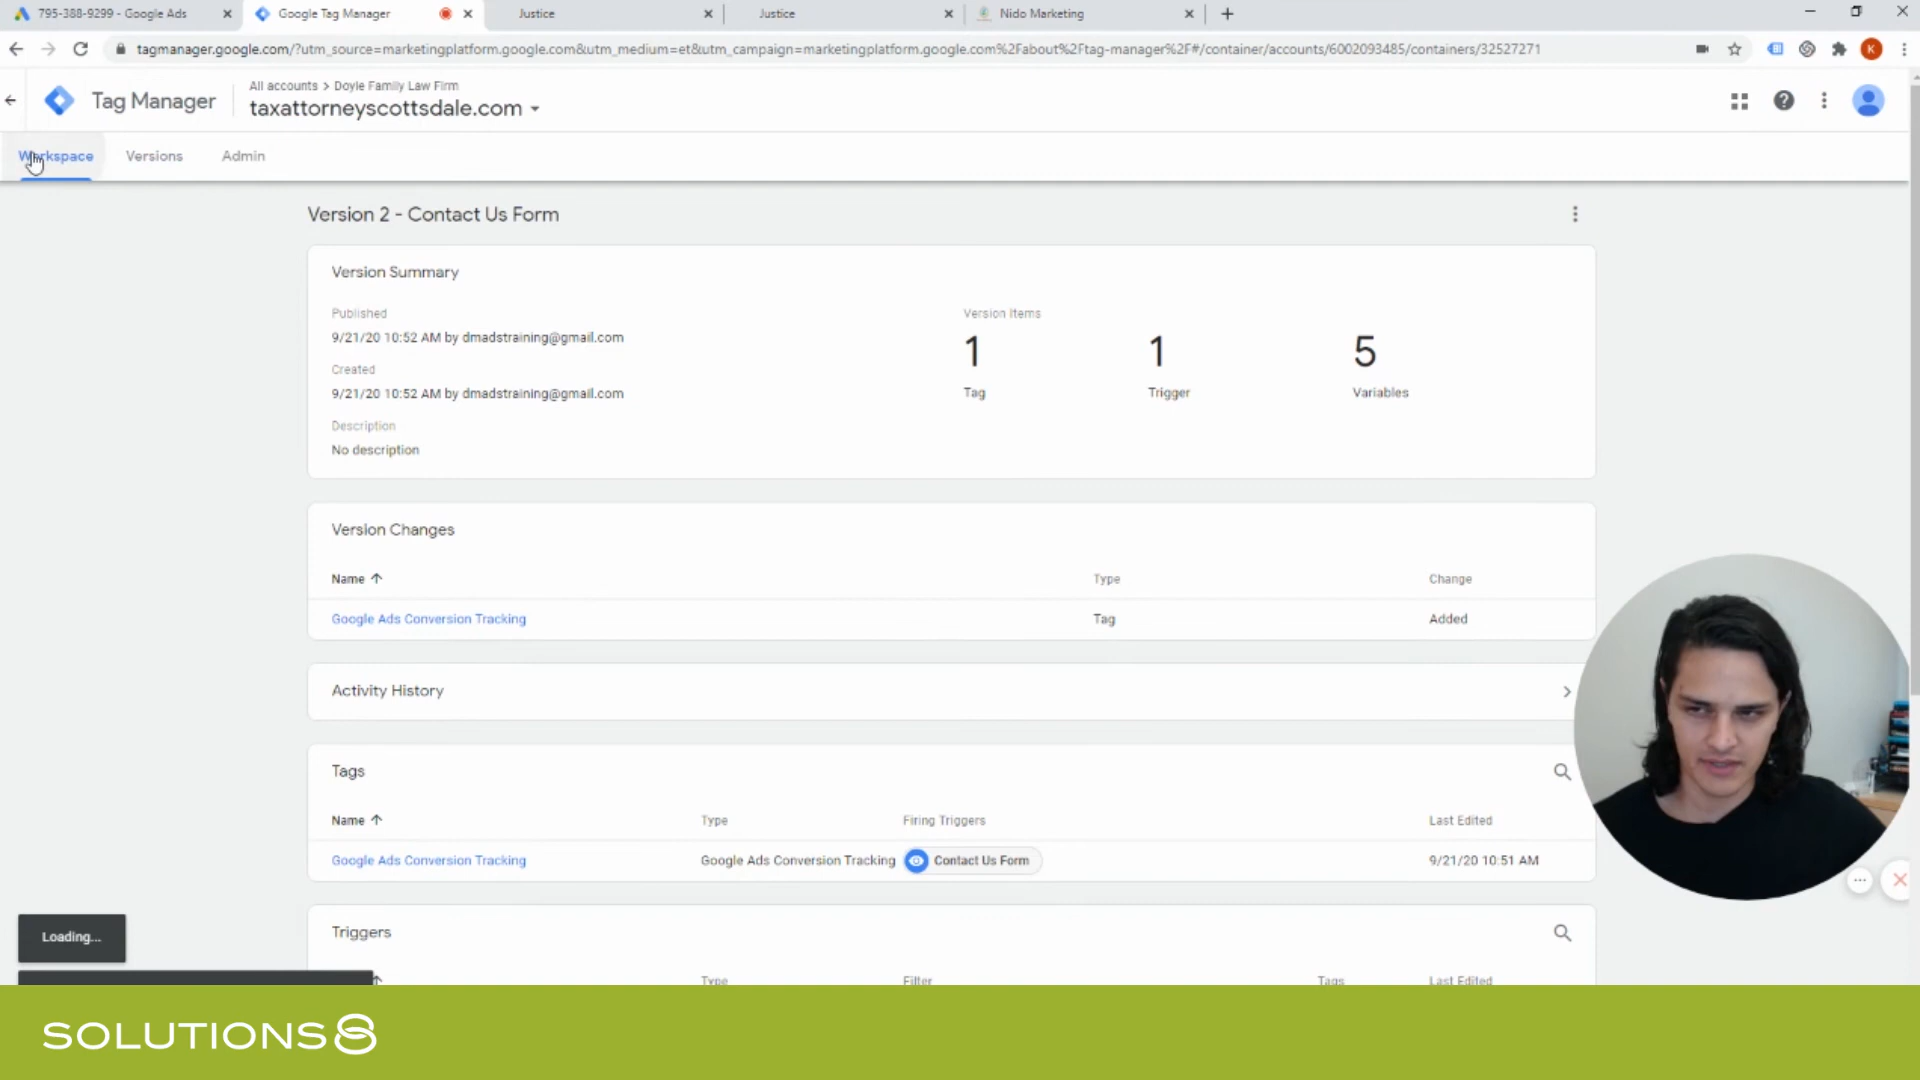 795-388-9299 - Google Ads
Google Tag Manager
Justice
Justice
Nido Marketing
tagmanager.google.com/?utm_source=marketingplatform.google.com&utm_medium=et&utm_campaign=marketingplatform.google.com%2Fabout%2Ftag-manager%2F#/container/accounts/6002093485/containers/32527271
K
Tag Manager
All accounts > Doyle Family Law Firm
taxattorneyscottsdale.com
Workspace
Versions
Admin
Version 2 - Contact Us Form
Version Summary
Published
9/21/20 10:52 AM by dmadstraining@gmail.com
Created
9/21/20 10:52 AM by dmadstraining@gmail.com
Description
No description
Version Items
1
1
5
Tag
Trigger
Variables
Version Changes
Name
Type
Change
Google Ads Conversion Tracking
Tag
Added
Activity History
Tags
Name
Type
Firing Triggers
Last Edited
Google Ads Conversion Tracking
Google Ads Conversion Tracking
Contact Us Form
9/21/20 10:51 AM
Loading...
Triggers
Type
Filter
Tags
Last Edited
SOLUTIONS8